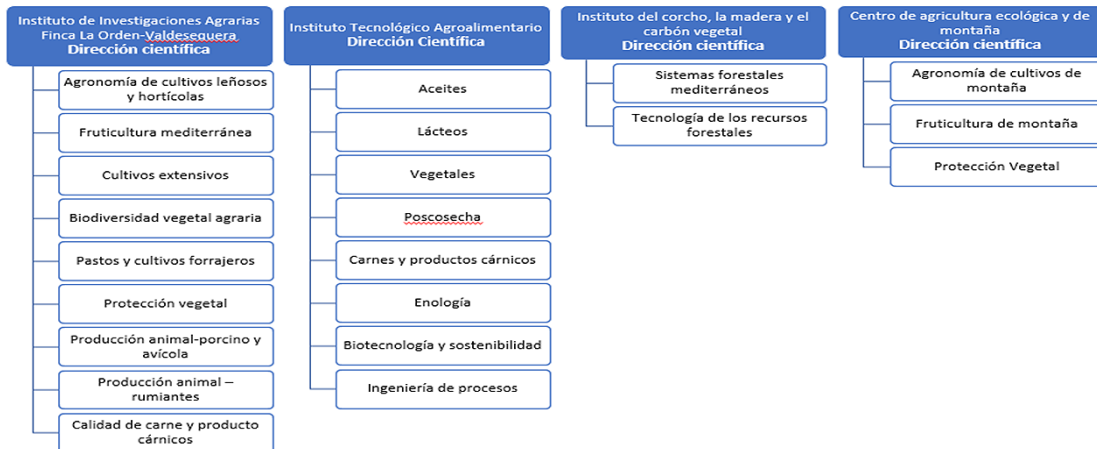 Instituto de Investigaciones Agrarias
Finca La Orden-Valdesequera
Dirección científica
Agronomía de cultivos leñosos
y hortícolas
Fruticultura mediterránea
Cultivos extensivos
Biodiversidad vegetal agraria
Pastos y cultivos forrajeros
Protección vegetal
Producción animal-porcino y
avícola
Producción animal –
rumiantes
Calidad de carne y producto
cárnicos
Instituto Tecnológico Agroalimentario
Dirección Científica
Aceites
Lácteos
Vegetales
Poscosecha
Carnes y productos cárnicos
Enología
Biotecnología y sostenibilidad
Ingeniería de procesos
Instituto del corcho, la madera y el
carbón vegetal
Dirección científica
Sistemas forestales
mediterráneos
Tecnología de los recursos
forestales
Centro de agricultura ecológica y de
montaña
Dirección científica
Agronomía de cultivos de
montaña
Fruticultura de montaña
Protección Vegetal